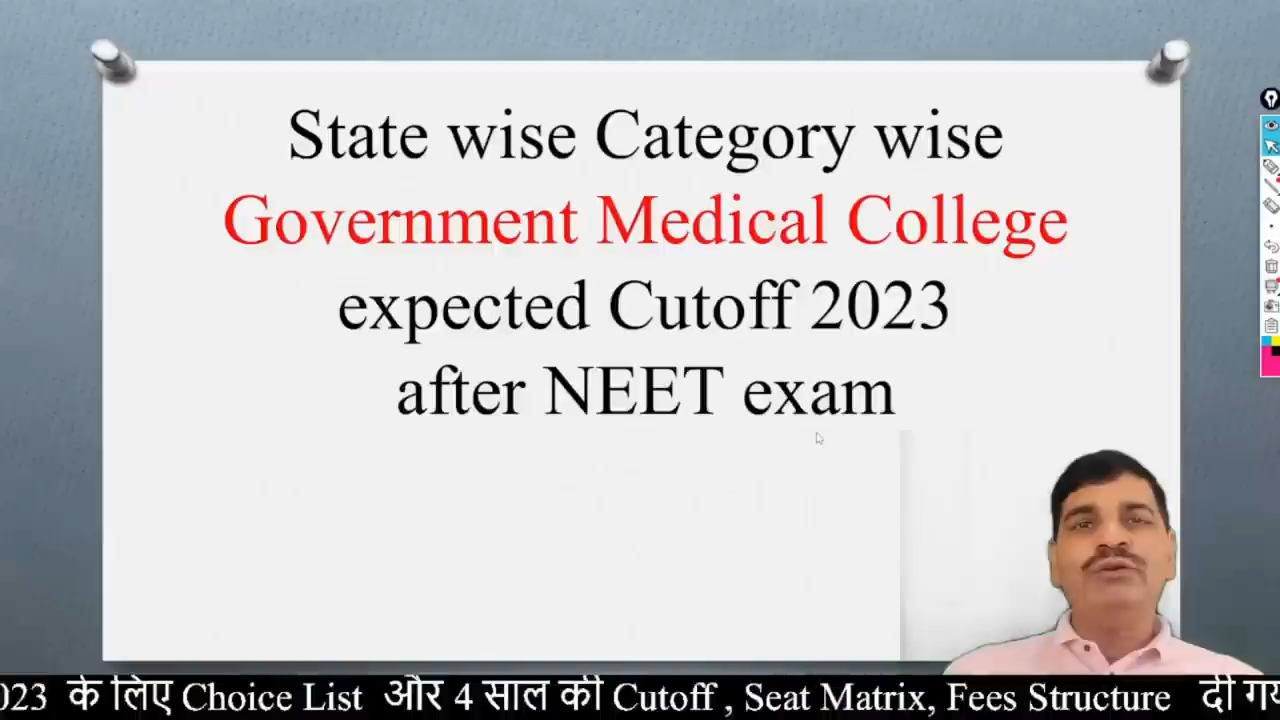 State wise Category wise
Government Medical College
expected Cutoff 2023
after NEET exam
023 के लिए Choice List और 4 साल की Cutoff , Seat Matrix, Fees Structure दी